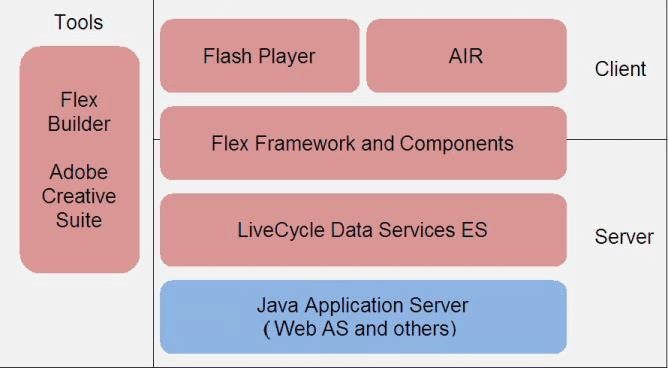 Tools
Flex
Builder
Adobe
Creative
Suite
Flash Player
AIR
Client
Flex Framework and Components
LiveCycle Data Services ES
Server
Java Application Server
( Web AS and others)